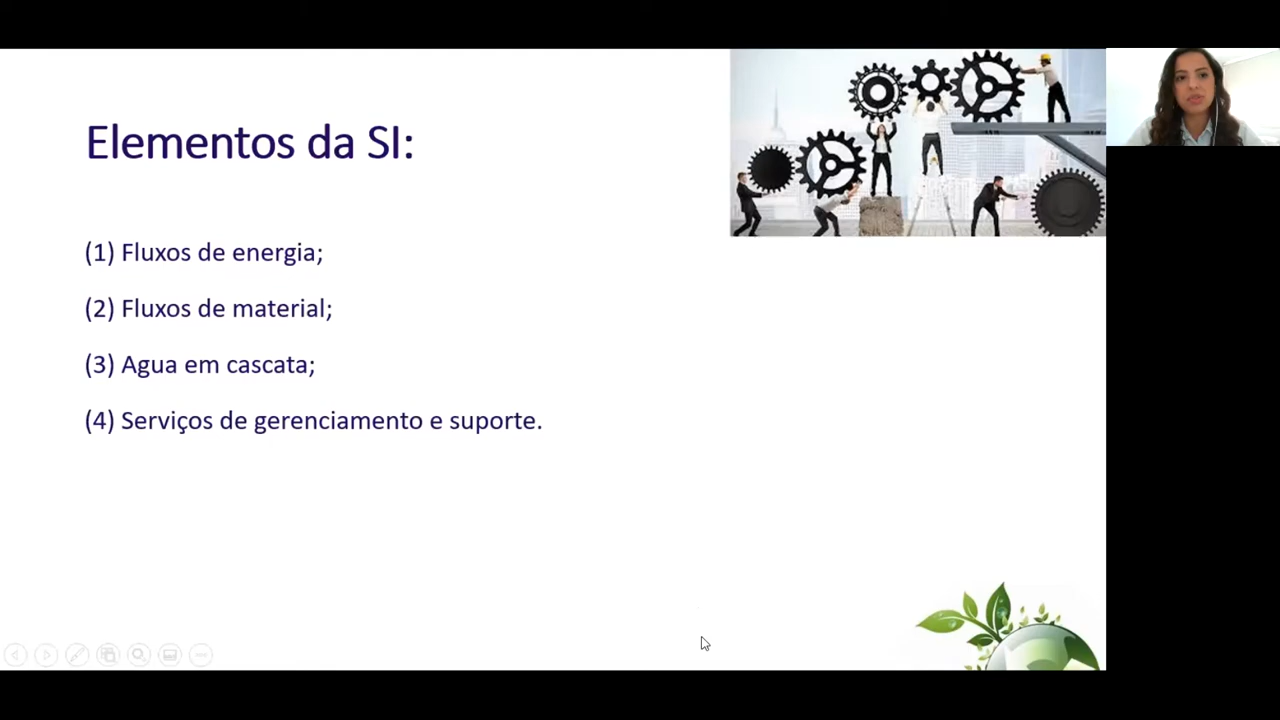 Elementos da SI:
(1) Fluxos de energia;
(2) Fluxos de material;
(3) Agua em cascata;
(4) Serviços de gerenciamento e suporte.